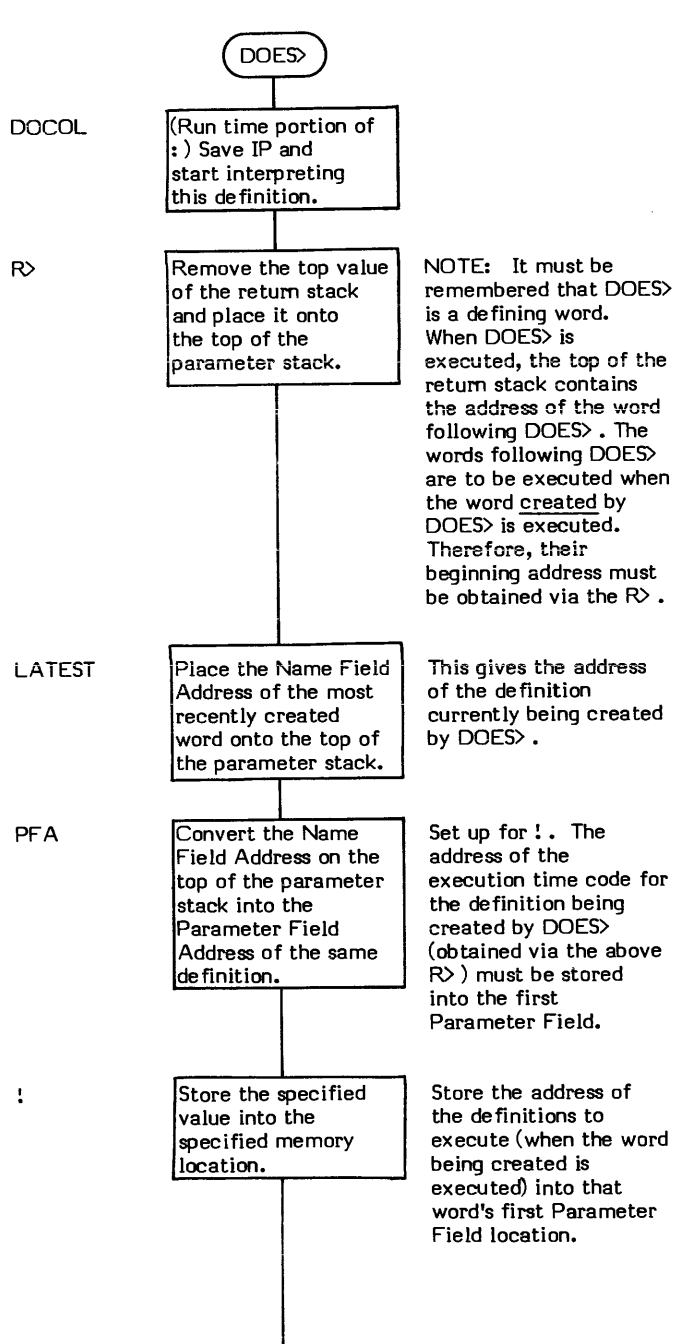 DOES>
DOCOL
(Run time portion of
: ) Save IP and
start interpreting
this definition.
R>
Remove the top value
of the return stack
and place it onto
the top of the
parameter stack.
NOTE: It must be
remembered that DOES>
is a defining word.
When DOES> is
executed, the top of the
return stack contains
the address of the word
following DOES> . The
words following DOES>
are to be executed when
the word created by
DOES> is executed.
Therefore, their
beginning address must
be obtained via the R> .
LATEST
Place the Name Field
Address of the most
recently created
word onto the top of
the parameter stack.
This gives the address
of the definition
currently being created
by DOES> .
PFA
Convert the Name
Field Address on the
top of the parameter
stack into the
Parameter Field
Address of the same
definition.
Set up for ! . The
address of the
execution time code for
the definition being
created by DOES>
(obtained via the above
R> ) must be stored
into the first
Parameter Field.
!
Store the specified
value into the
specified memory
location.
Store the address of
the definitions to
execute (when the word
being created is
executed) into that
word's first Parameter
Field location.